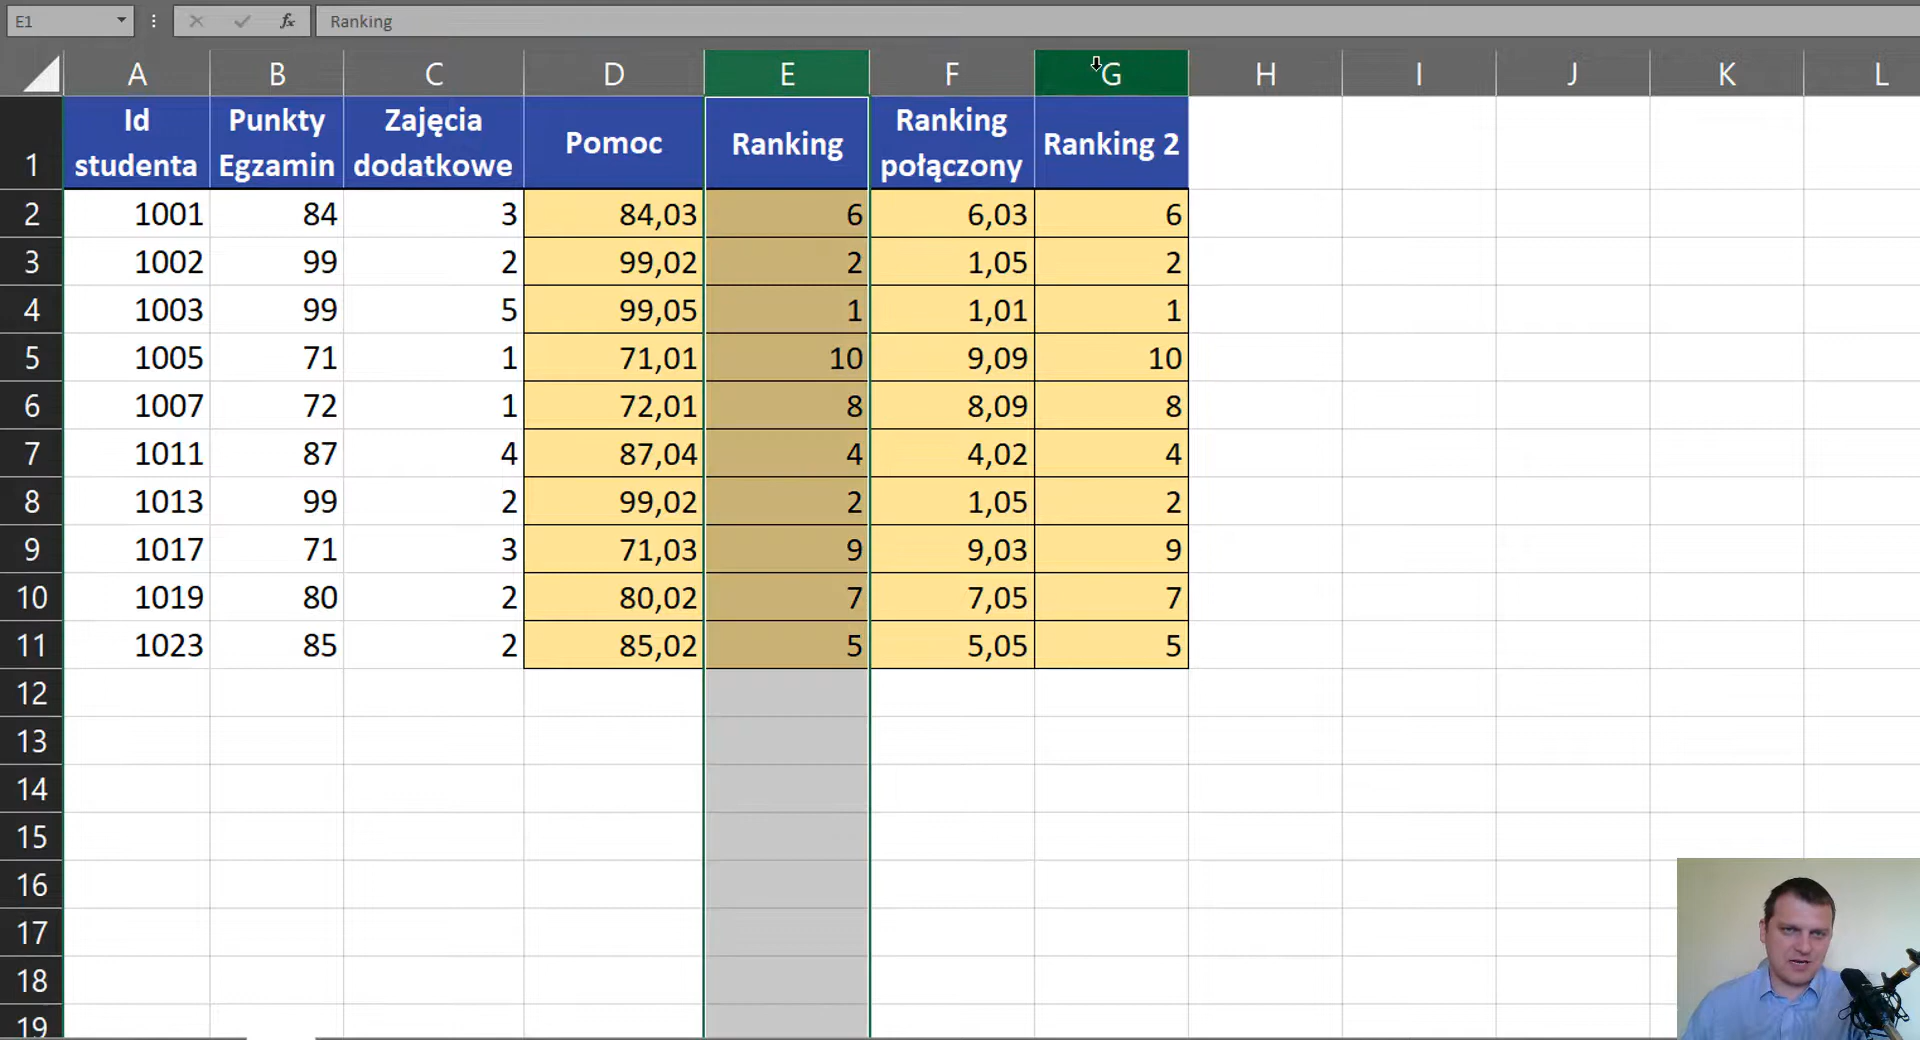 E1 fx Ranking
A B C D E F G H I J K L
Id Punkty Zajęcia Pomoc Ranking Ranking Ranking 2
1 studenta Egzamin dodatkowe połączony
2 1001 84 3 84,03 6 6,03 6
3 1002 99 2 99,02 2 1,05 2
4 1003 99 5 99,05 1 1,01 1
5 1005 71 1 71,01 10 9,09 10
6 1007 72 1 72,01 8 8,09 8
7 1011 87 4 87,04 4 4,02 4
8 1013 99 2 99,02 2 1,05 2
9 1017 71 3 71,03 9 9,03 9
10 1019 80 2 80,02 7 7,05 7
11 1023 85 2 85,02 5 5,05 5
12
13
14
15
16
17
18
19